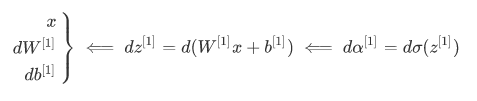 x
dW^{[1]} } ⟸ dz^{[1]} = d(W^{[1]}x + b^{[1]}) ⟸ dα^{[1]} = dσ(z^{[1]})
db^{[1]}